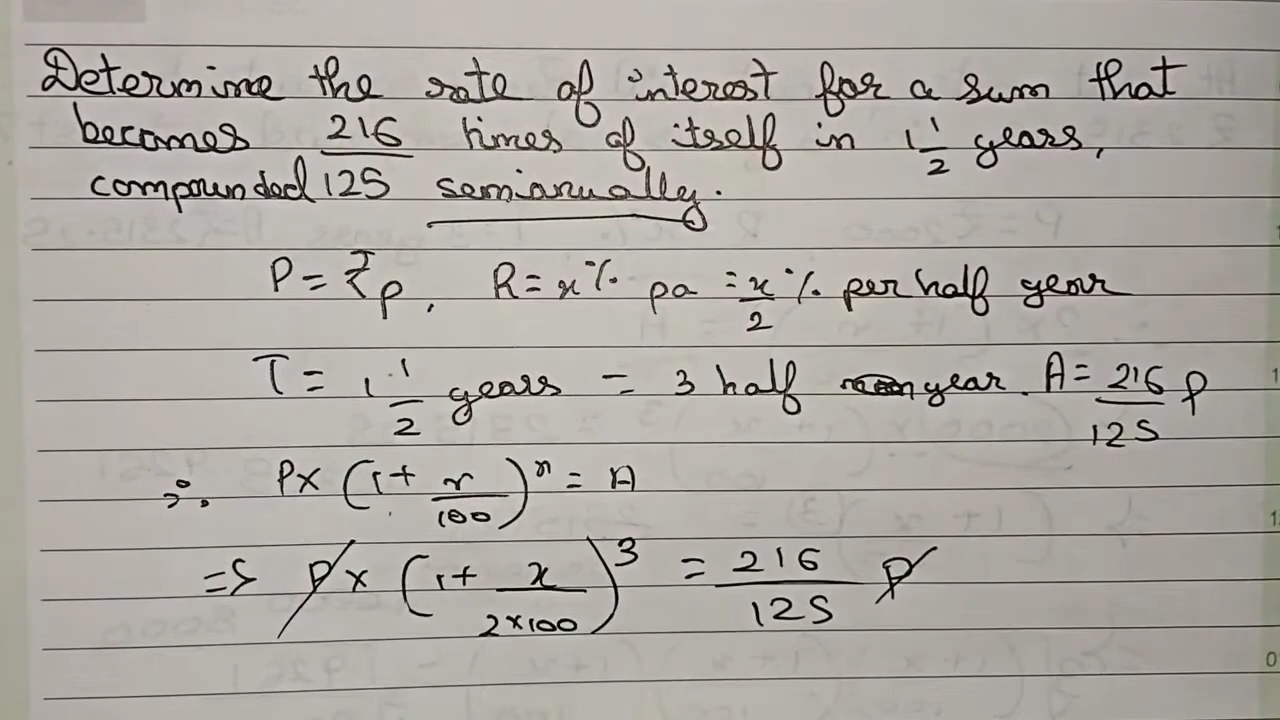 Determine the rate of interest for a sum that
becomes 216/125 times of itself in 1 1/2 years,
compounded semianually.
P = ₹ p, R = x% pa = x/2 % per half year
T = 1 1/2 years = 3 half year. A = 216/125 P
∴ P× (1 + r/100)^n = A
=> P × (1 + x/(2×100))^3 = 216/125 P